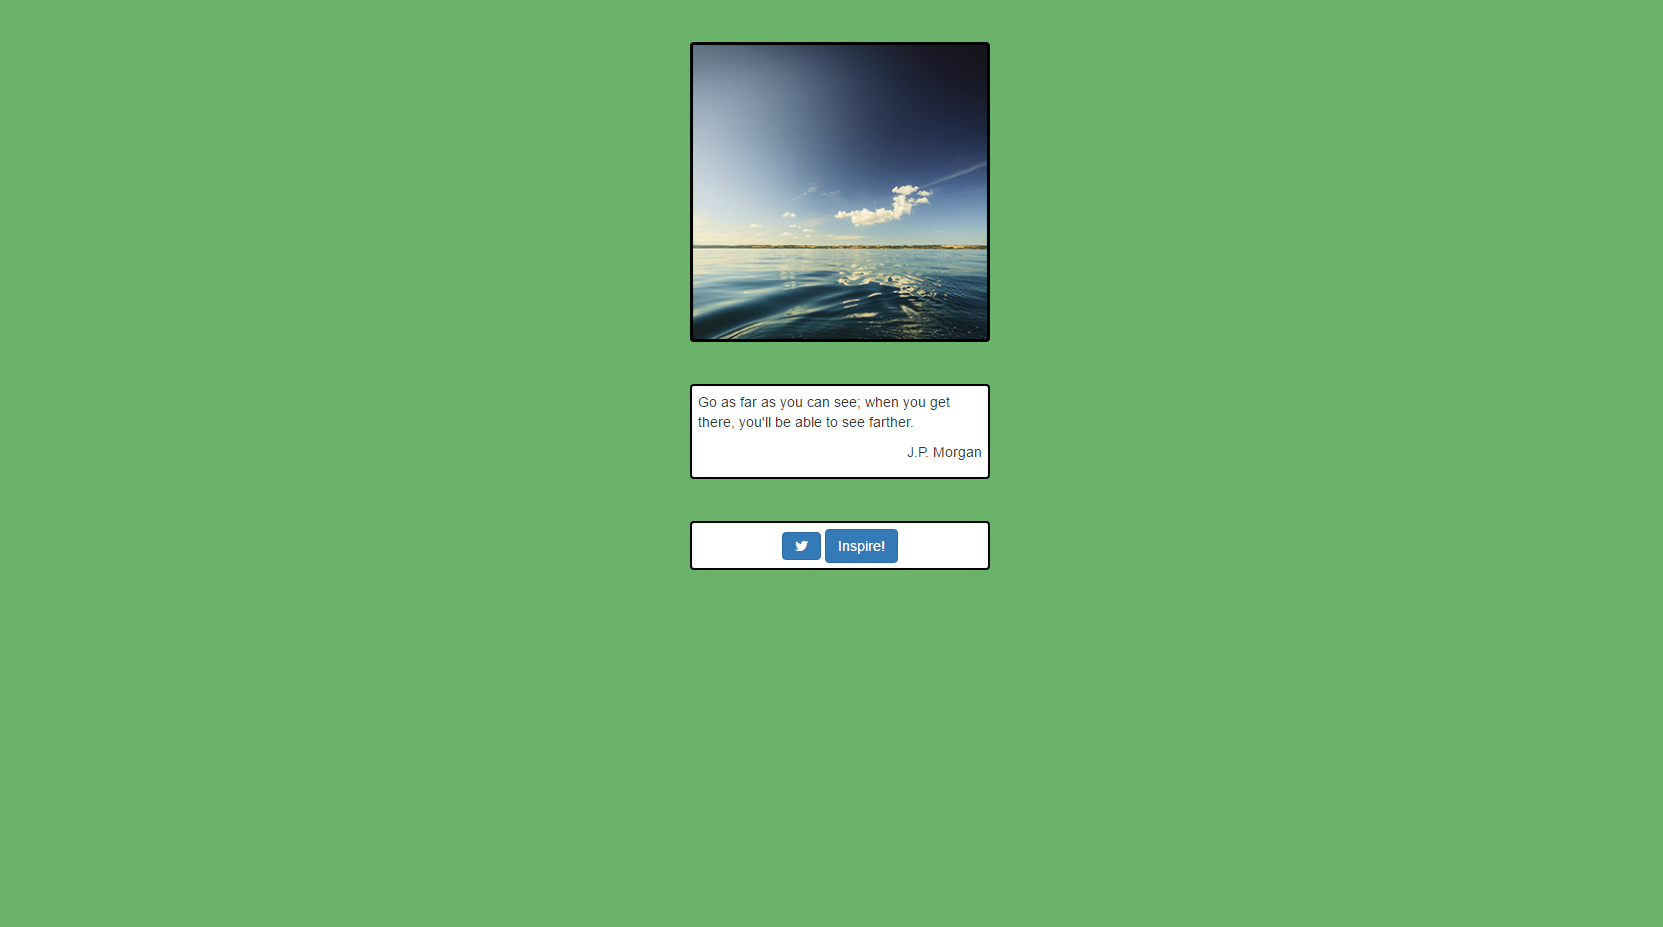 Go as far as you can see; when you get
there, you'll be able to see farther.
J.P. Morgan
Inspire!